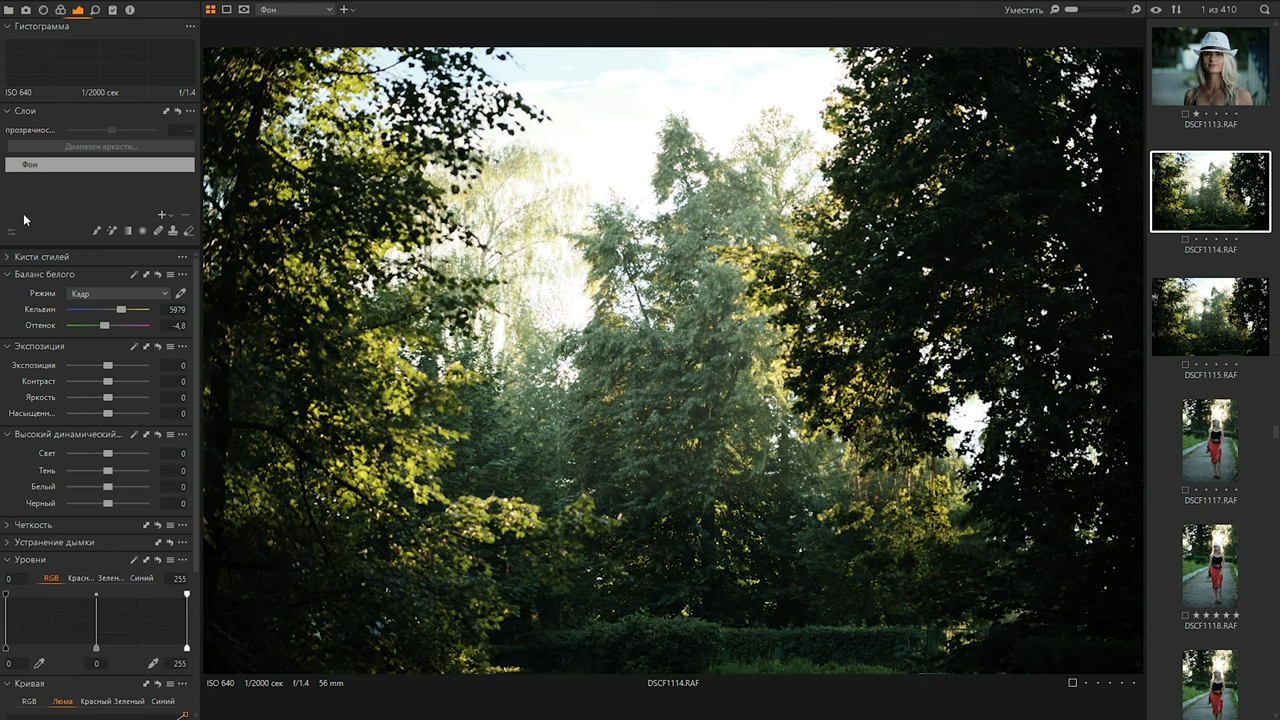 Фон
Уместить
1 из 410
Гистограмма
ISO 640 1/2000 сек f/1.4
Слои
прозрачнос...
Диапазон яркости...
Фон
Кисти стилей
Баланс белого
Режим Кадр
Кельвин 5979
Оттенок -4,8
Экспозиция
Экспозиция 0
Контраст 0
Яркость 0
Насыщенн... 0
Высокий динамический...
Свет 0
Тень 0
Белый 0
Черный 0
Четкость
Устранение дымки
Уровни
0 RGB Красн... Зелен... Синий 255
0 0 255
Кривая
RGB Люма Красный Зеленый Синий
ISO 640 1/2000 сек f/1.4 56 mm
DSCF1114.RAF
DSCF1113.RAF
DSCF1114.RAF
DSCF1115.RAF
DSCF1117.RAF
DSCF1118.RAF